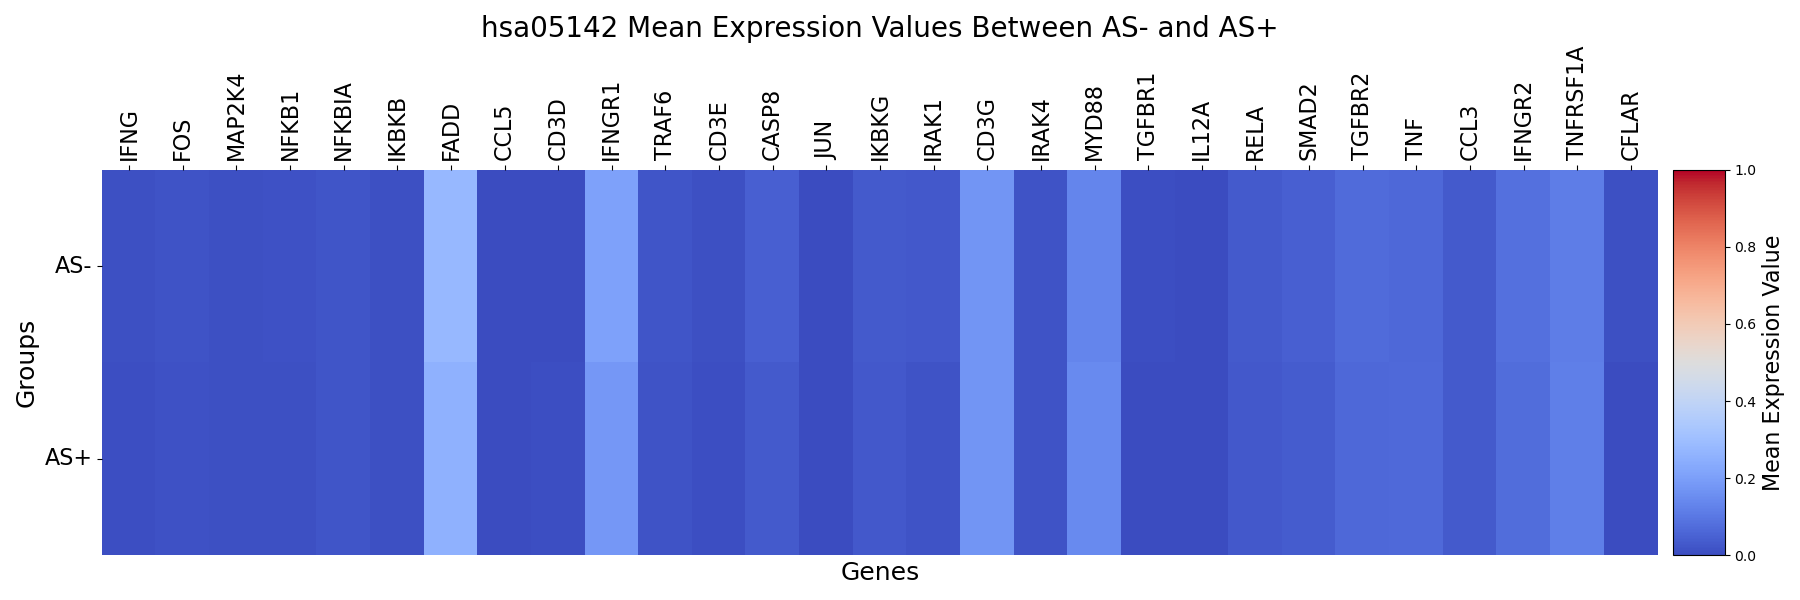 hsa05142 Mean Expression Values Between AS- and AS+
IFNG
FOS
MAP2K4
NFKB1
NFKBIA
IKBKB
FADD
CCL5
CD3D
IFNGR1
TRAF6
CD3E
CASP8
JUN
IKBKG
IRAK1
CD3G
IRAK4
MYD88
TGFBR1
IL12A
RELA
SMAD2
TGFBR2
TNF
CCL3
IFNGR2
TNFRSF1A
CFLAR
Groups
AS-
AS+
Genes
1.0
0.8
0.6
0.4
0.2
0.0
Mean Expression Value